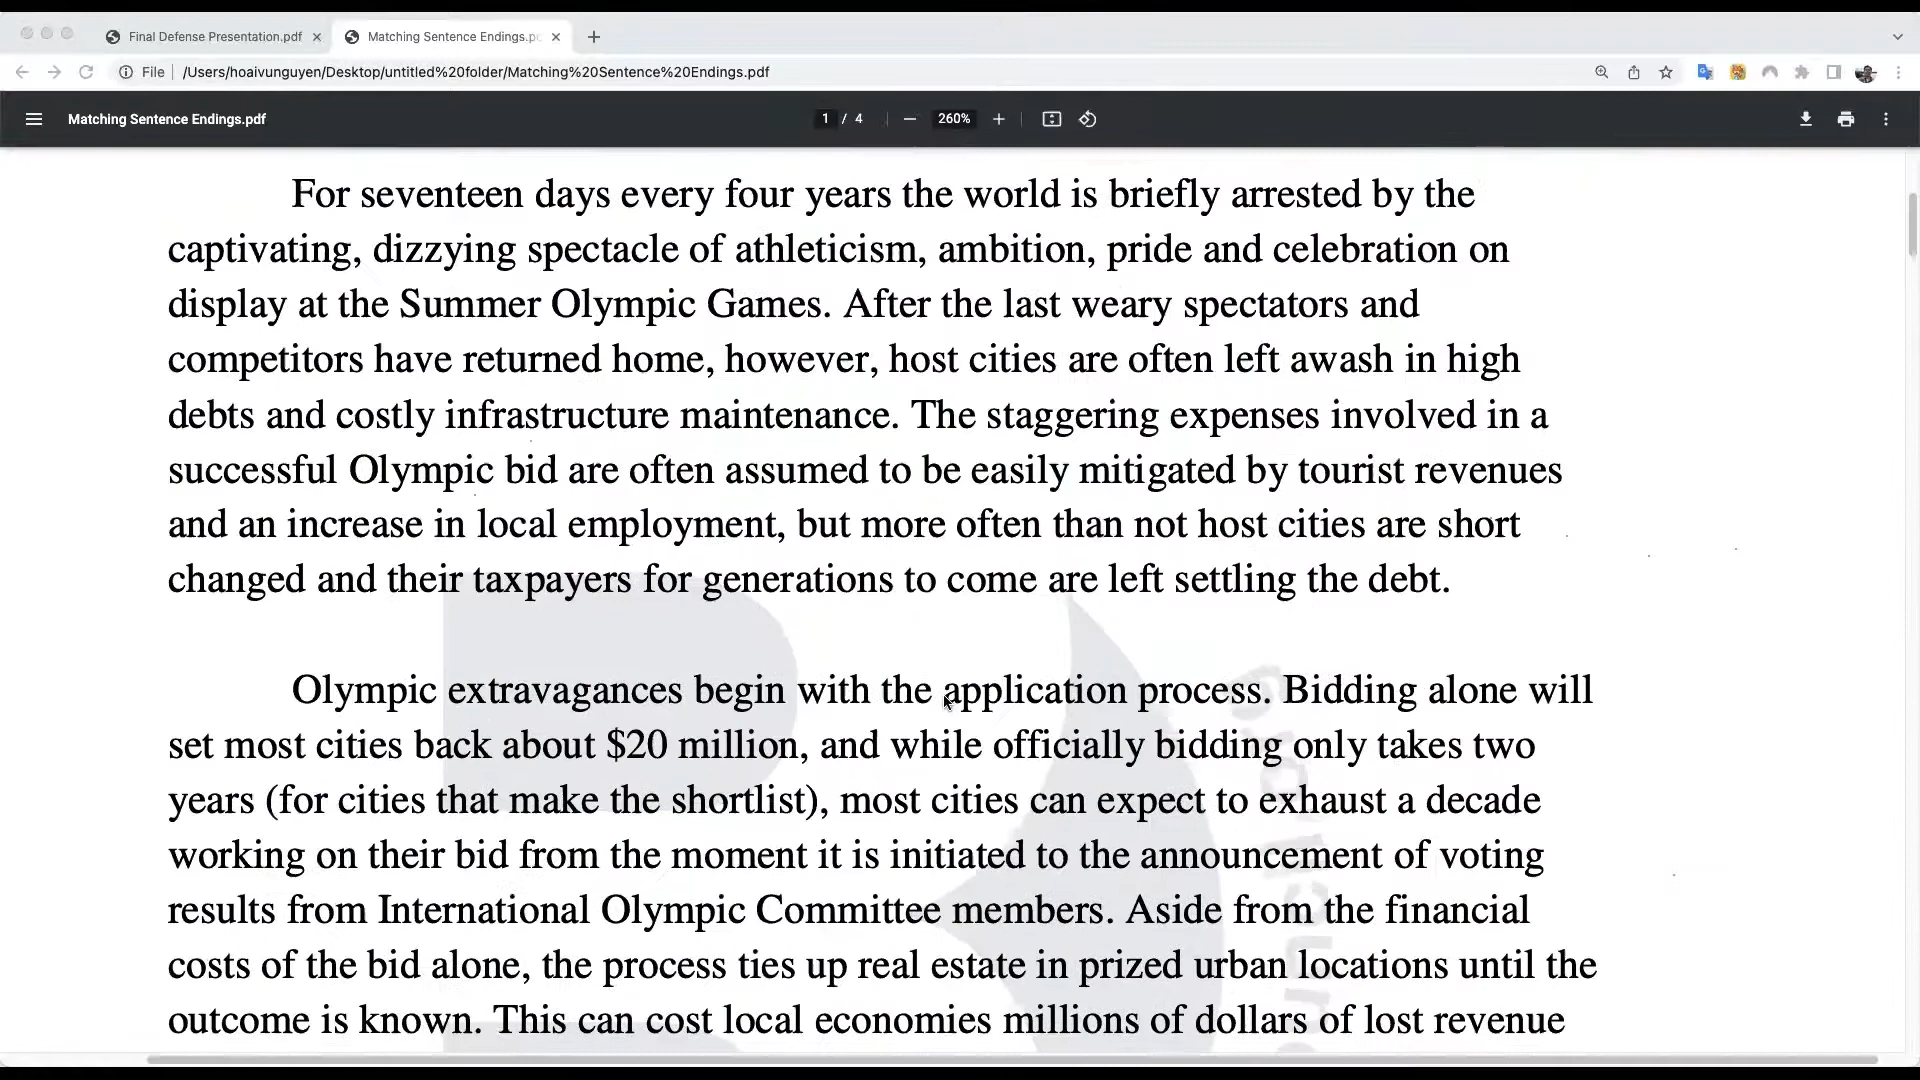 Final Defense Presentation.pdf
Matching Sentence Endings.p
File
/Users/hoaivunguyen/Desktop/untitled%20folder/Matching%20Sentence%20Endings.pdf
Matching Sentence Endings.pdf
1 / 4
260%
For seventeen days every four years the world is briefly arrested by the
captivating, dizzying spectacle of athleticism, ambition, pride and celebration on
display at the Summer Olympic Games. After the last weary spectators and
competitors have returned home, however, host cities are often left awash in high
debts and costly infrastructure maintenance. The staggering expenses involved in a
successful Olympic bid are often assumed to be easily mitigated by tourist revenues
and an increase in local employment, but more often than not host cities are short
changed and their taxpayers for generations to come are left settling the debt.
Olympic extravagances begin with the application process. Bidding alone will
set most cities back about $20 million, and while officially bidding only takes two
years (for cities that make the shortlist), most cities can expect to exhaust a decade
working on their bid from the moment it is initiated to the announcement of voting
results from International Olympic Committee members. Aside from the financial
costs of the bid alone, the process ties up real estate in prized urban locations until the
outcome is known. This can cost local economies millions of dollars of lost revenue